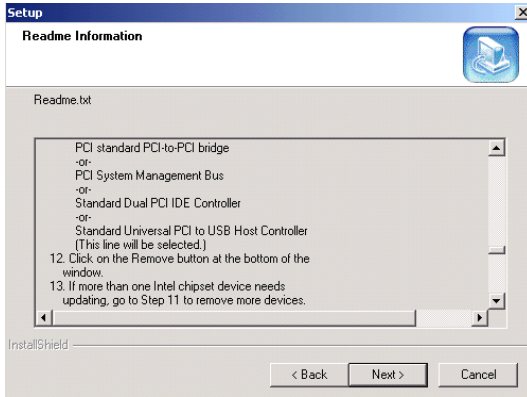 Setup
Readme Information
Readme.txt
PCI standard PCI-to-PCI bridge
-or-
PCI System Management Bus
-or-
Standard Dual PCI IDE Controller
-or-
Standard Universal PCI to USB Host Controller
(This line will be selected.)
12. Click on the Remove button at the bottom of the
window.
13. If more than one Intel chipset device needs
updating, go to Step 11 to remove more devices.
InstallShield
< Back Next > Cancel